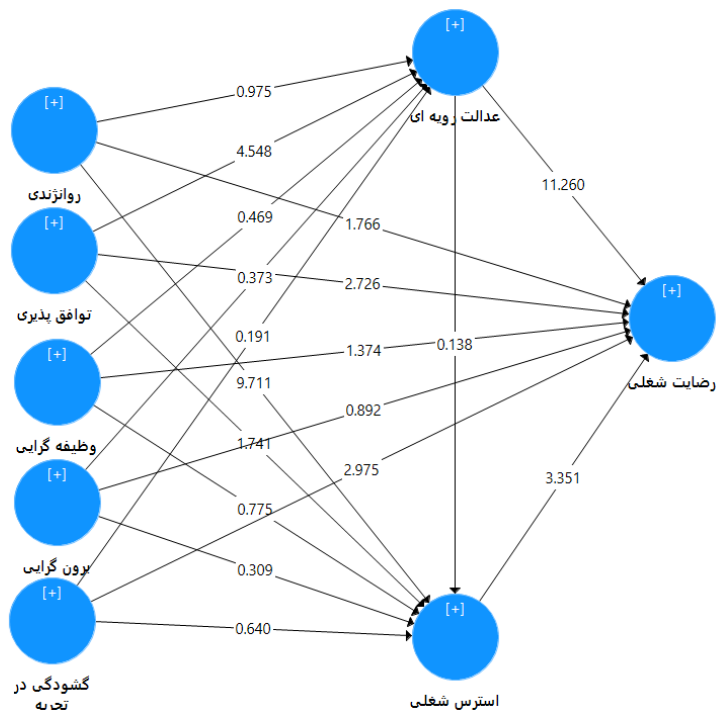 [+]
عدالت رویه ای
[+]
روانژندی
0.975
4.548
11.260
[+]
توافق پذیری
0.469
1.766
0.373
2.726
[+]
رضایت شغلی
[+]
وظیفه گرایی
0.191
0.138
1.374
9.711
0.892
1.741
2.975
3.351
[+]
برون گرایی
0.775
0.309
[+]
گشودگی در
تجربه
0.640
[+]
استرس شغلی